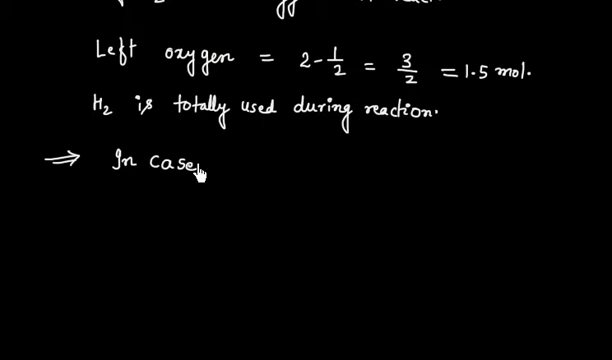 Left oxygen = 2 - 1/2 = 3/2 = 1.5 mol.
H₂ is totally used during reaction.
⇒ In case